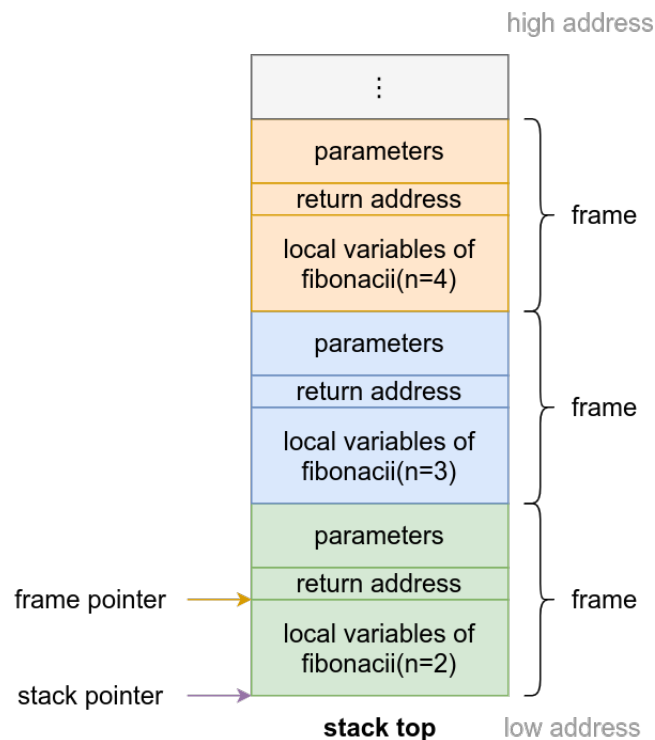 high address
⋮
parameters
return address
local variables of
fibonacii(n=4)
frame
parameters
return address
local variables of
fibonacii(n=3)
frame
parameters
return address
local variables of
fibonacii(n=2)
frame
frame pointer
stack pointer
stack top
low address